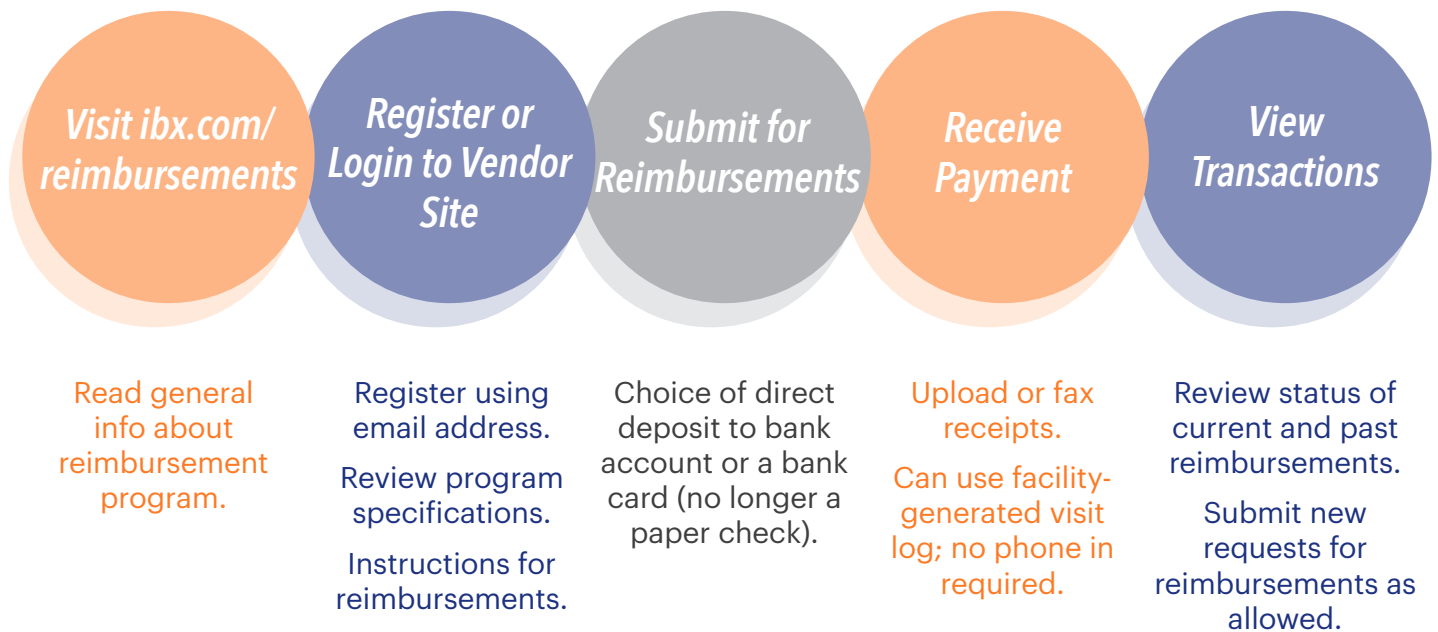 Visit ibx.com/
reimbursements
Register or
Login to Vendor
Site
Submit for
Reimbursements
Receive
Payment
View
Transactions
Read general
info about
reimbursement
program.
Register using
email address.
Review program
specifications.
Instructions for
reimbursements.
Choice of direct
deposit to bank
account or a bank
card (no longer a
paper check).
Upload or fax
receipts.
Can use facility-
generated visit
log; no phone in
required.
Review status of
current and past
reimbursements.
Submit new
requests for
reimbursements as
allowed.